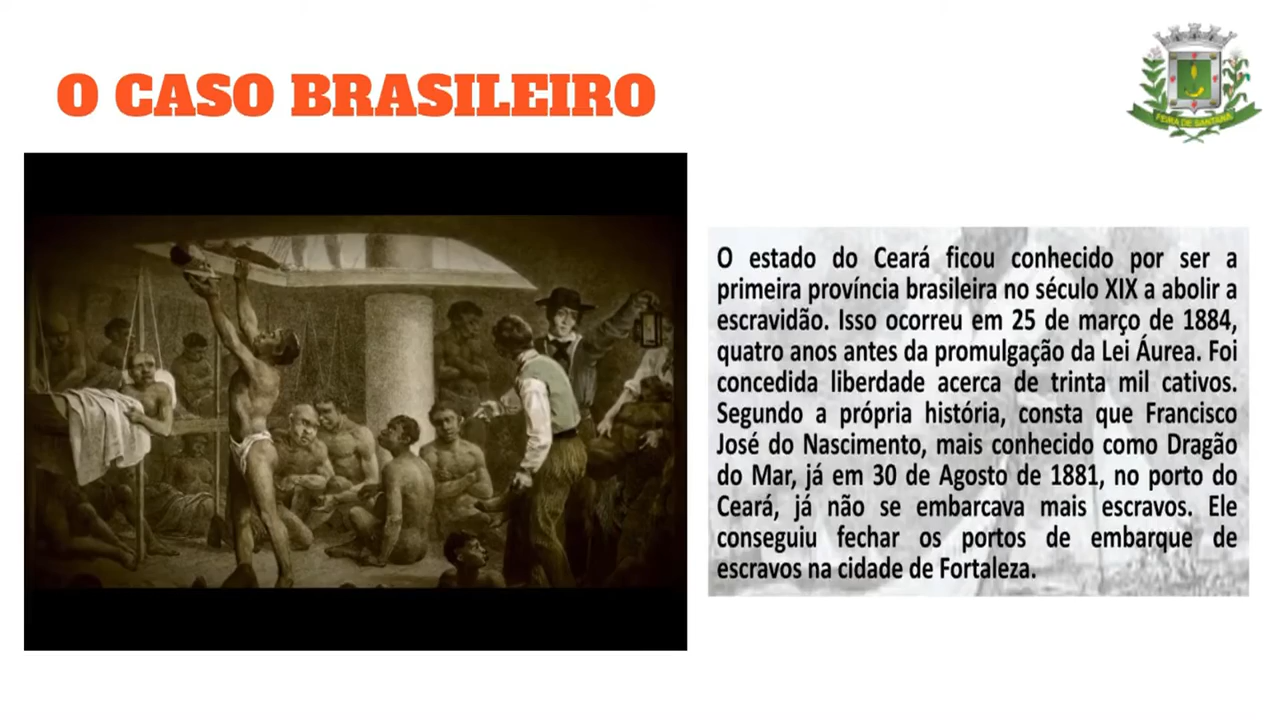 O CASO BRASILEIRO
FEIRA DE SANTANA
O estado do Ceará ficou conhecido por ser a
primeira província brasileira no século XIX a abolir a
escravidão. Isso ocorreu em 25 de março de 1884,
quatro anos antes da promulgação da Lei Áurea. Foi
concedida liberdade acerca de trinta mil cativos.
Segundo a própria história, consta que Francisco
José do Nascimento, mais conhecido como Dragão
do Mar, já em 30 de Agosto de 1881, no porto do
Ceará, já não se embarcava mais escravos. Ele
conseguiu fechar os portos de embarque de
escravos na cidade de Fortaleza.